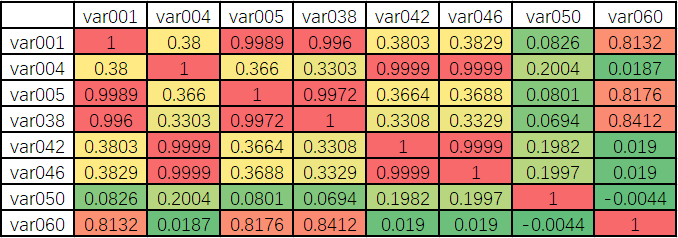 var001 var004 var005 var038 var042 var046 var050 var060
var001 1 0.38 0.9989 0.996 0.3803 0.3829 0.0826 0.8132
var004 0.38 1 0.366 0.3303 0.9999 0.9999 0.2004 0.0187
var005 0.9989 0.366 1 0.9972 0.3664 0.3688 0.0801 0.8176
var038 0.996 0.3303 0.9972 1 0.3308 0.3329 0.0694 0.8412
var042 0.3803 0.9999 0.3664 0.3308 1 0.9999 0.1982 0.019
var046 0.3829 0.9999 0.3688 0.3329 0.9999 1 0.1997 0.019
var050 0.0826 0.2004 0.0801 0.0694 0.1982 0.1997 1 -0.0044
var060 0.8132 0.0187 0.8176 0.8412 0.019 0.019 -0.0044 1